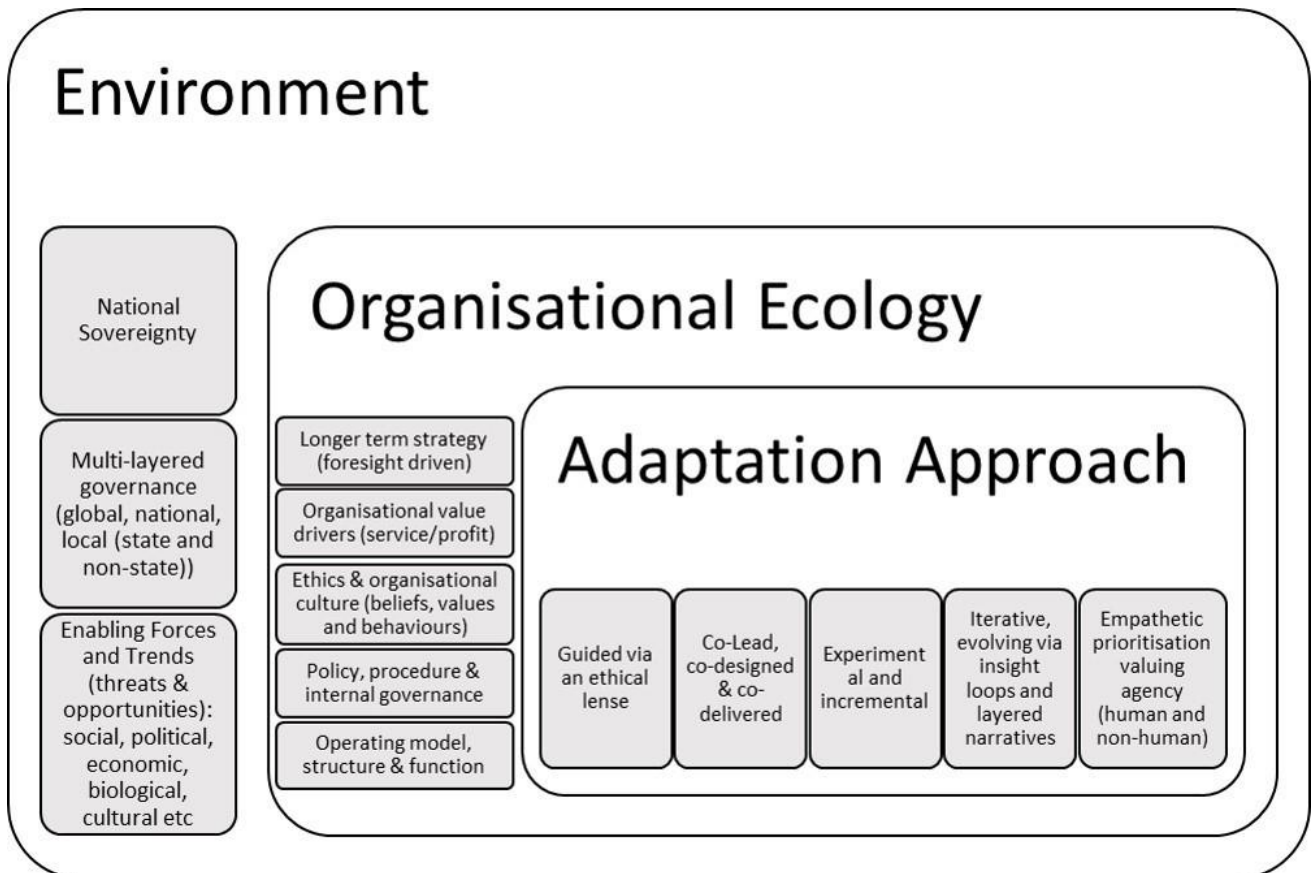 Environment
National
Sovereignty
Multi-layered
governance
(global, national,
local (state and
non-state))
Enabling Forces
and Trends
(threats &
opportunities):
social, political,
economic,
biological,
cultural etc
Organisational Ecology
Longer term strategy
(foresight driven)
Organisational value
drivers (service/profit)
Ethics & organisational
culture (beliefs, values
and behaviours)
Policy, procedure &
internal governance
Operating model,
structure & function
Adaptation Approach
Guided via
an ethical
lense
Co-Lead,
co-designed
& co-
delivered
Experiment
al and
incremental
Iterative,
evolving via
insight
loops and
layered
narratives
Empathetic
prioritisation
valuing
agency
(human and
non-human)